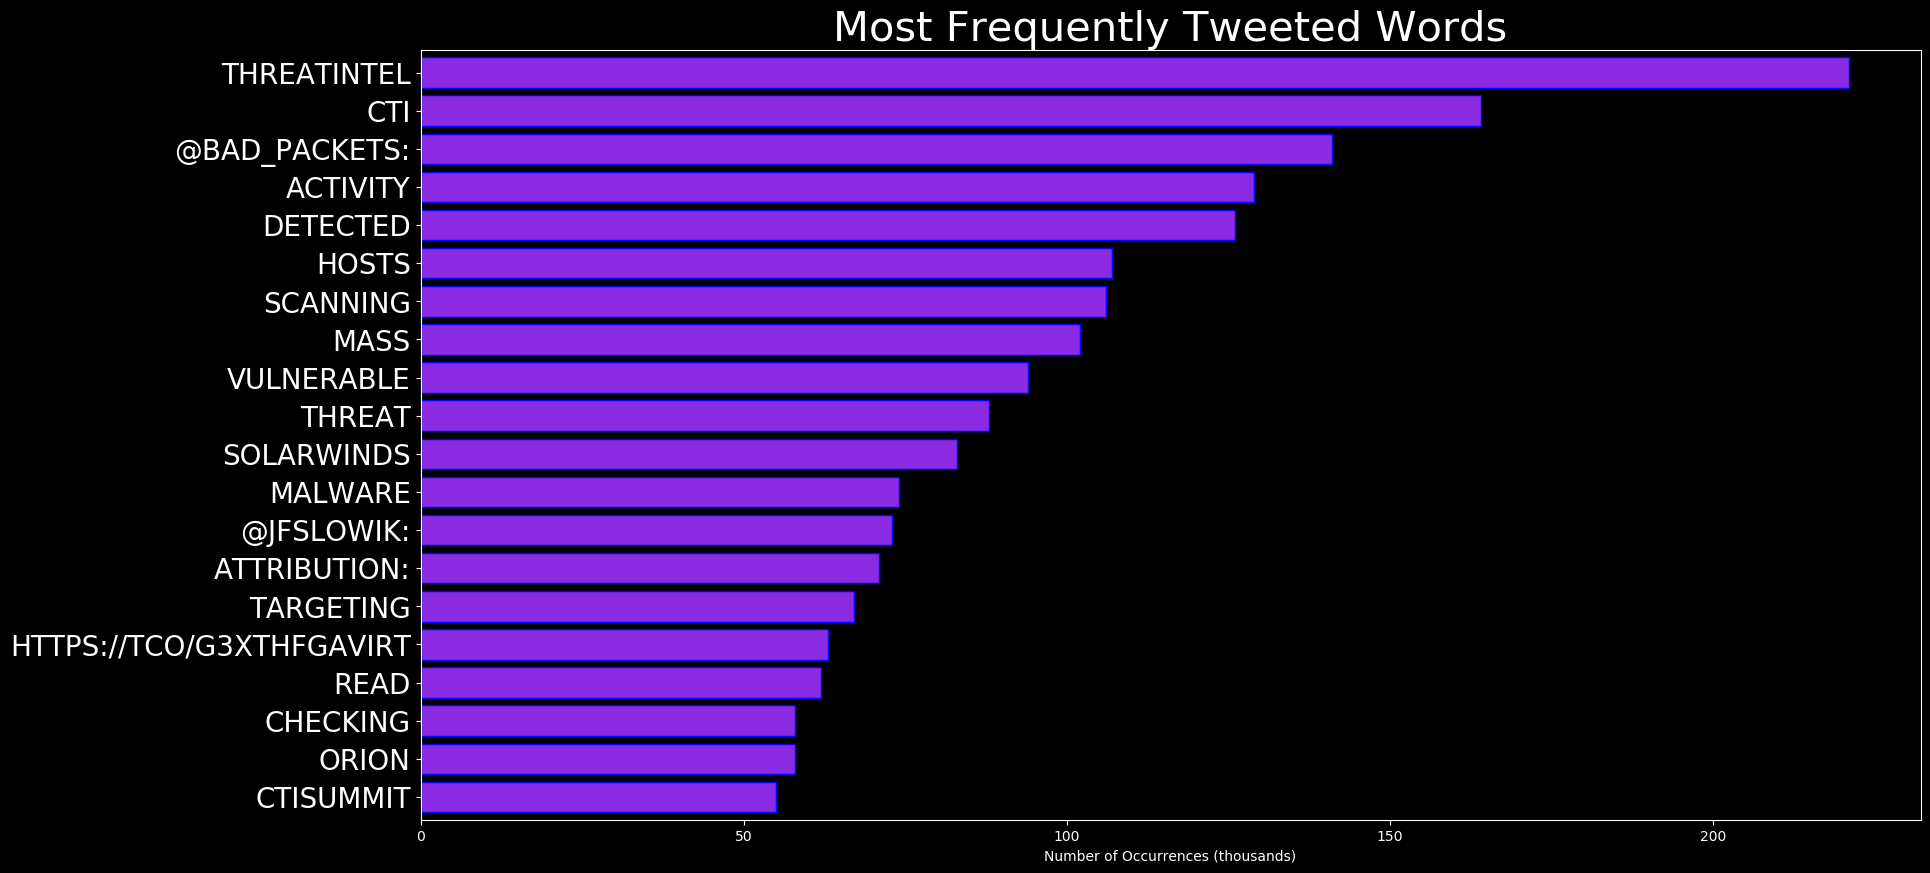 Most Frequently Tweeted Words
THREATINTEL
CTI
@BAD_PACKETS:
ACTIVITY
DETECTED
HOSTS
SCANNING
MASS
VULNERABLE
THREAT
SOLARWINDS
MALWARE
@JFSLOWIK:
ATTRIBUTION:
TARGETING
HTTPS://TCO/G3XTHFGAVIRT
READ
CHECKING
ORION
CTISUMMIT
0 50 100 150 200
Number of Occurrences (thousands)